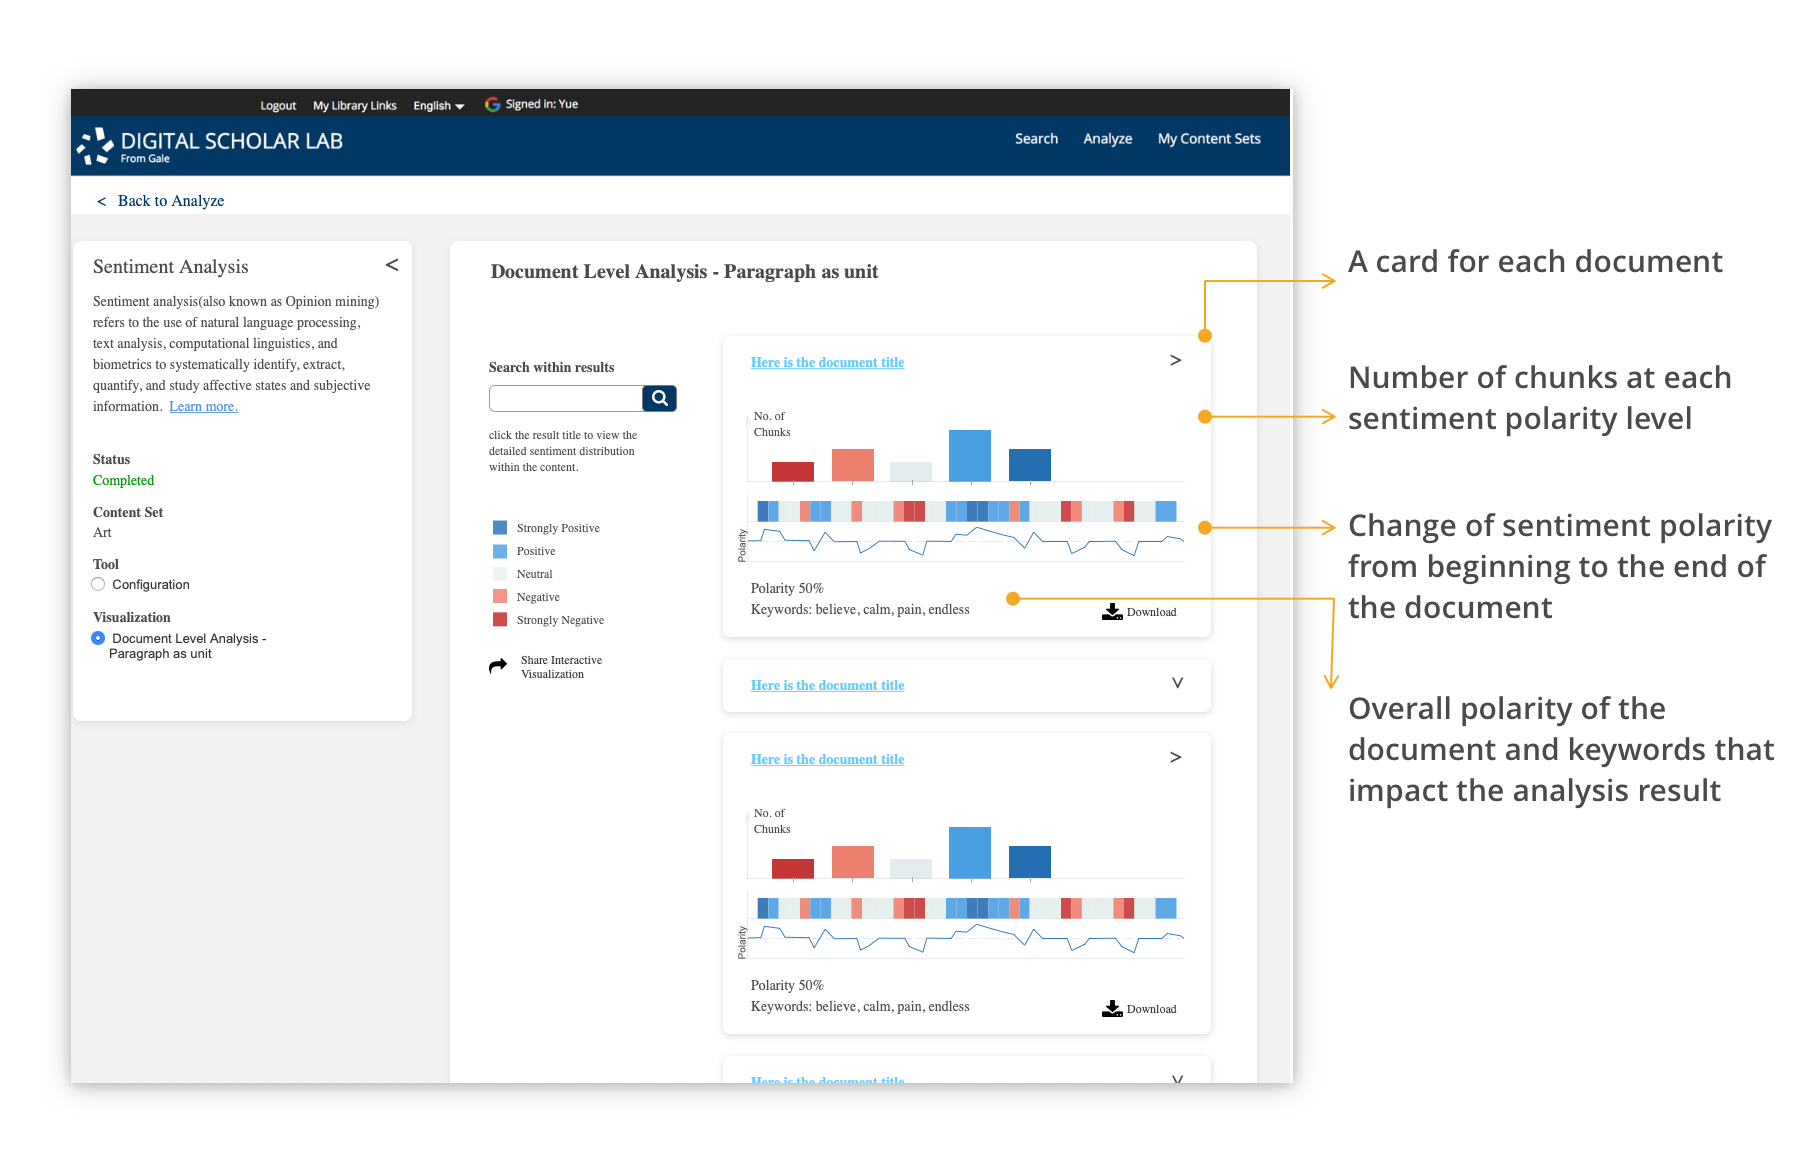 Logout My Library Links English Signed in: Yue
DIGITAL SCHOLAR LAB
From Gale
Search Analyze My Content Sets
< Back to Analyze
Sentiment Analysis <
Sentiment analysis(also known as Opinion mining)
refers to the use of natural language processing,
text analysis, computational linguistics, and
biometrics to systematically identify, extract,
quantify, and study affective states and subjective
information. Learn more.
Status
Completed
Content Set
Art
Tool
Configuration
Visualization
Document Level Analysis -
Paragraph as unit
Document Level Analysis - Paragraph as unit
Search within results
click the result title to view the
detailed sentiment distribution
within the content.
Strongly Positive
Positive
Neutral
Negative
Strongly Negative
Share Interactive
Visualization
Here is the document title >
No. of
Chunks
Polarity
Polarity 50%
Keywords: believe, calm, pain, endless
Download
Here is the document title
Here is the document title >
No. of
Chunks
Polarity
Polarity 50%
Keywords: believe, calm, pain, endless
Download
Here is the document title
A card for each document
Number of chunks at each
sentiment polarity level
Change of sentiment polarity
from beginning to the end of
the document
Overall polarity of the
document and keywords that
impact the analysis result